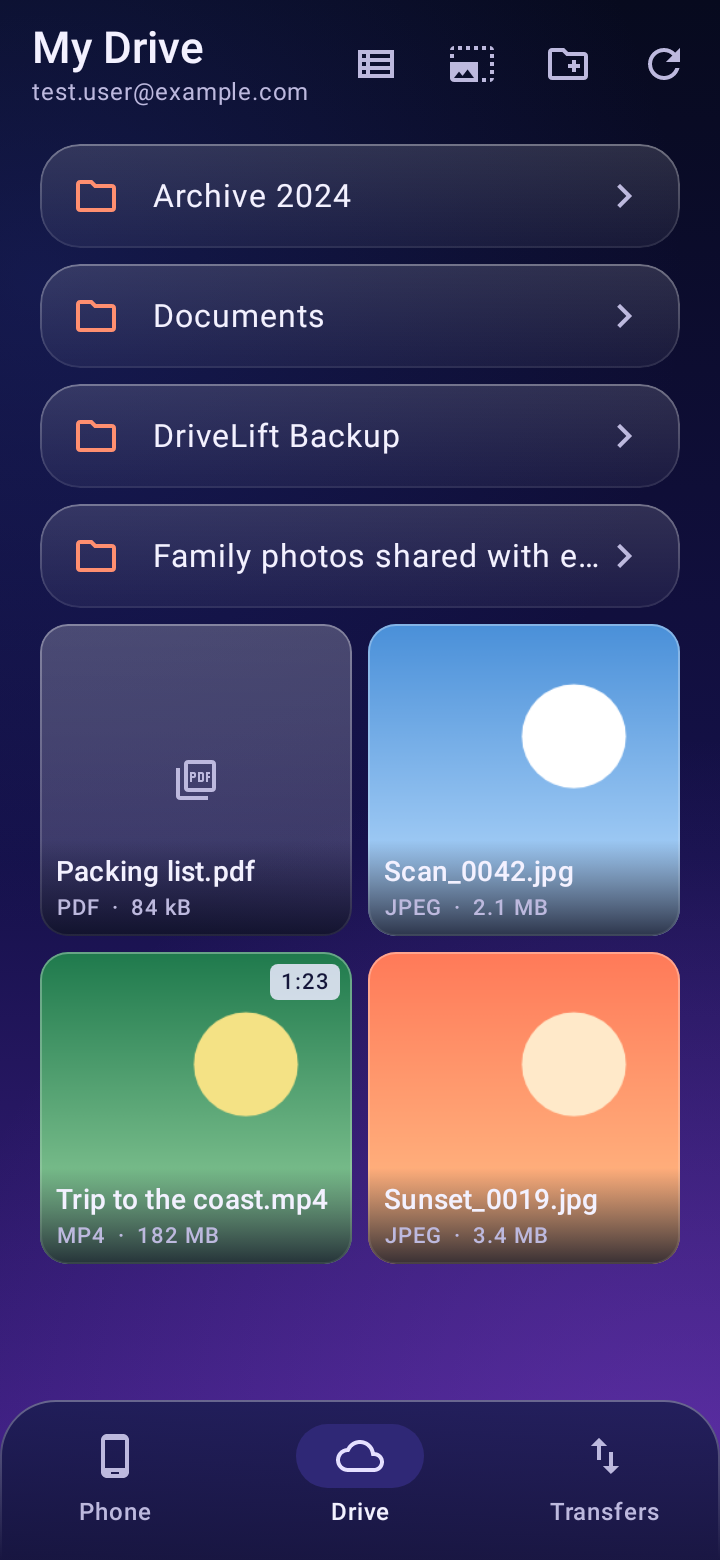 My Drive
test.user@example.com
Archive 2024
Documents
DriveLift Backup
Family photos shared with e…
PDF
Packing list.pdf
PDF · 84 kB
Scan_0042.jpg
JPEG · 2.1 MB
1:23
Trip to the coast.mp4
MP4 · 182 MB
Sunset_0019.jpg
JPEG · 3.4 MB
Phone
Drive
Transfers